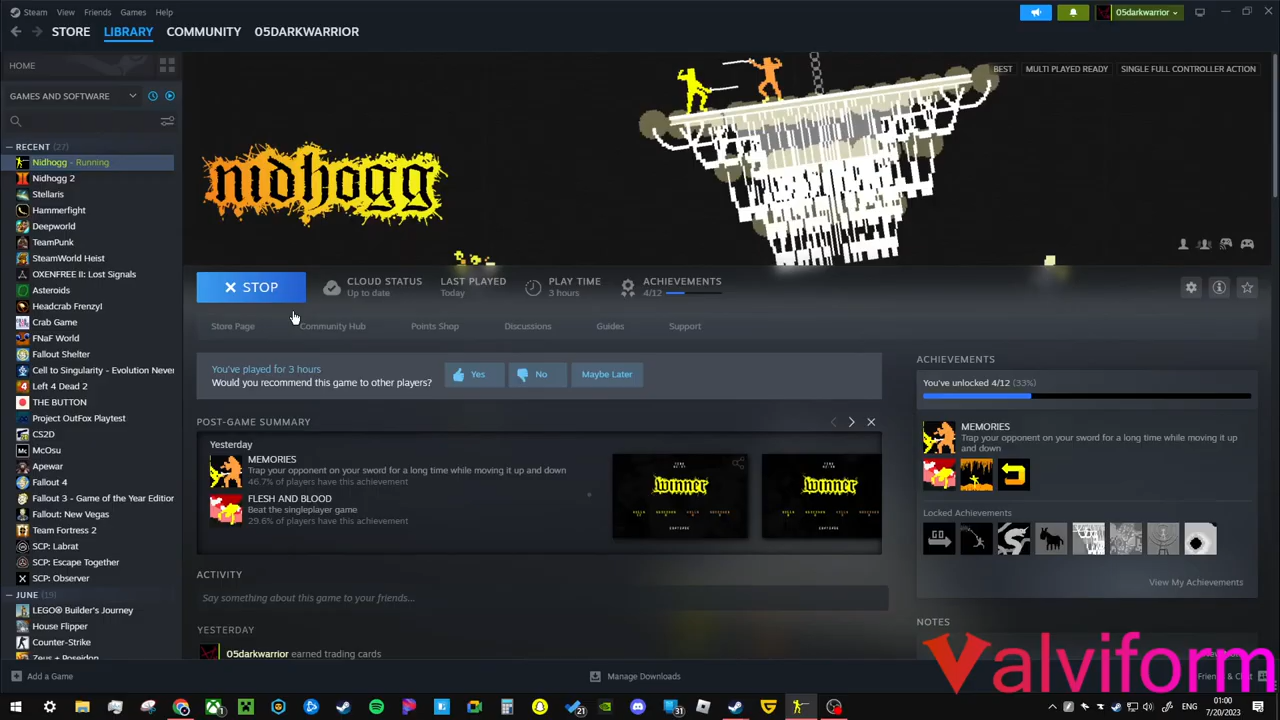 Steam View Friends Games Help
05darkwarrior
STORE LIBRARY COMMUNITY 05DARKWARRIOR
HOME
BEST MULTI PLAYED READY SINGLE FULL CONTROLLER ACTION
GAMES AND SOFTWARE
RECENT (27)
Nidhogg - Running
Nidhogg 2
Stellaris
Hammerfight
Deepworld
TeamPunk
SteamWorld Heist
OXENFREE II: Lost Signals
Asteroids
Headcrab Frenzy!
Crab Game
FNaF World
Fallout Shelter
Cell to Singularity - Evolution Never
Left 4 Dead 2
THE BUTTON
Project OutFox Playtest
CS2D
McOsu
Apewar
Fallout 4
Fallout 3 - Game of the Year Edition
Fallout: New Vegas
Team Fortress 2
SCP: Labrat
SCP: Escape Together
SCP: Observer
JUNE (19)
LEGO® Builder's Journey
House Flipper
Counter-Strike
Zeus + Poseidon
nidhogg
STOP
CLOUD STATUS
Up to date
LAST PLAYED
Today
PLAY TIME
3 hours
ACHIEVEMENTS
4/12
Store Page Community Hub Points Shop Discussions Guides Support
You've played for 3 hours
Would you recommend this game to other players?
Yes No Maybe Later
POST-GAME SUMMARY
Yesterday
MEMORIES
Trap your opponent on your sword for a long time while moving it up and down
46.7% of players have this achievement
FLESH AND BLOOD
Beat the singleplayer game
29.6% of players have this achievement
WINNER
WINNER
ACTIVITY
Say something about this game to your friends...
YESTERDAY
05darkwarrior earned trading cards
ACHIEVEMENTS
You've unlocked 4/12 (33%)
MEMORIES
Trap your opponent on your sword for a long time while moving it up
and down
GO
Locked Achievements
View My Achievements
NOTES
Valviform
Add a Game
Manage Downloads
01:00
7/20/2023